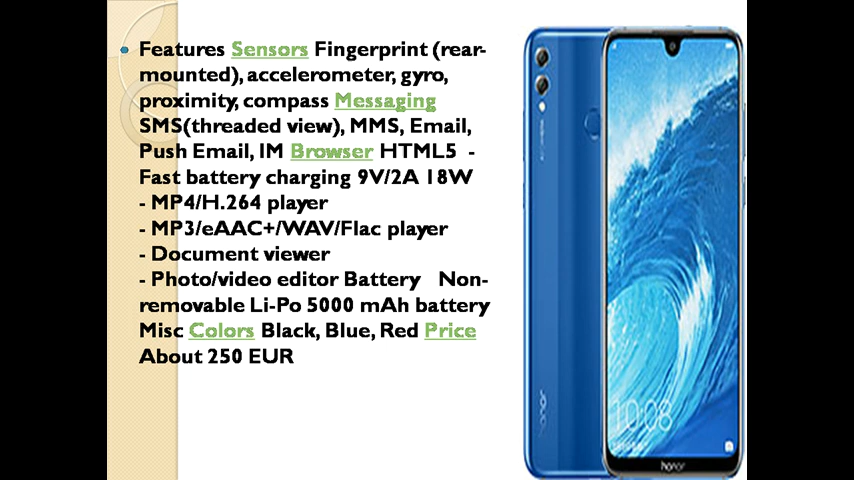 Features Sensors Fingerprint (rear-
mounted), accelerometer, gyro,
proximity, compass Messaging
SMS(threaded view), MMS, Email,
Push Email, IM Browser HTML5 -
Fast battery charging 9V/2A 18W
- MP4/H.264 player
- MP3/eAAC+/WAV/Flac player
- Document viewer
- Photo/video editor Battery Non-
removable Li-Po 5000 mAh battery
Misc Colors Black, Blue, Red Price
About 250 EUR
honor
10:08
honor